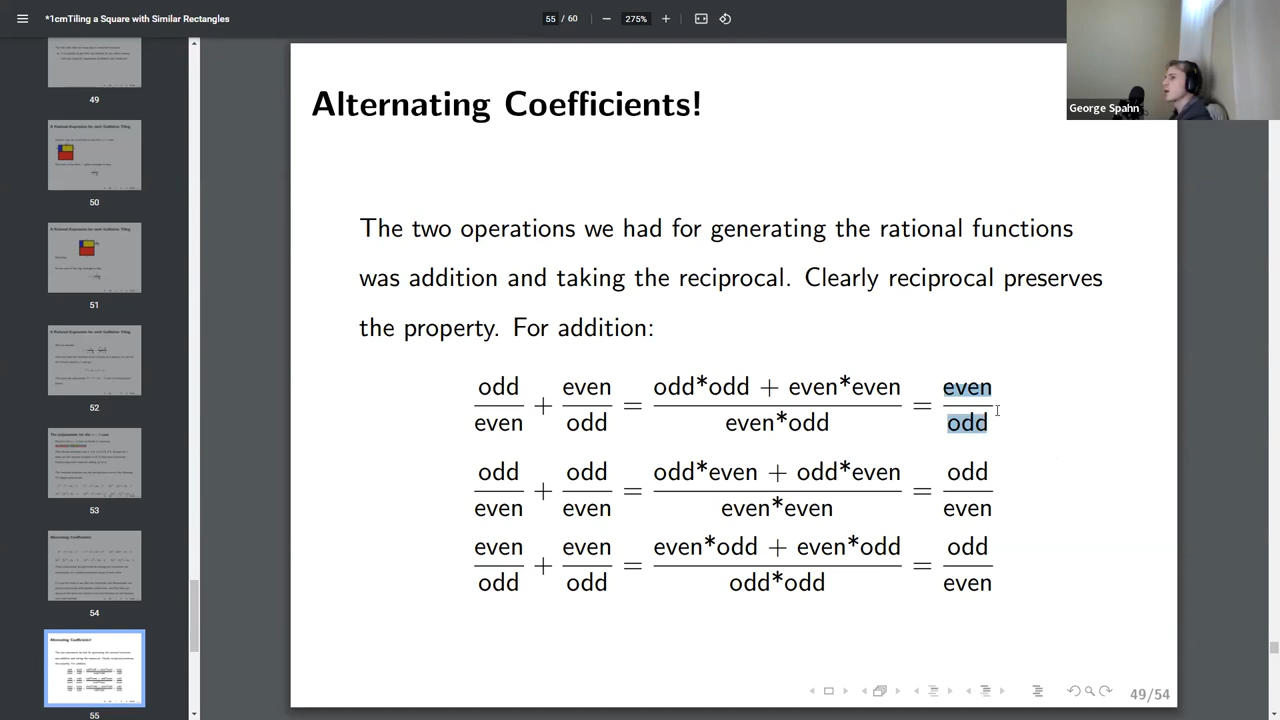 *1cmTiling a Square with Similar Rectangles
55 / 60
275%
George Spahn
49
50
51
52
53
54
55
Alternating Coefficients!
The two operations we had for generating the rational functions
was addition and taking the reciprocal. Clearly reciprocal preserves
the property. For addition:
odd/even + even/odd = odd*odd + even*even/even*odd = even/odd
odd/even + odd/even = odd*even + odd*even/even*even = odd/even
even/odd + even/odd = even*odd + even*odd/odd*odd = odd/even
49/54